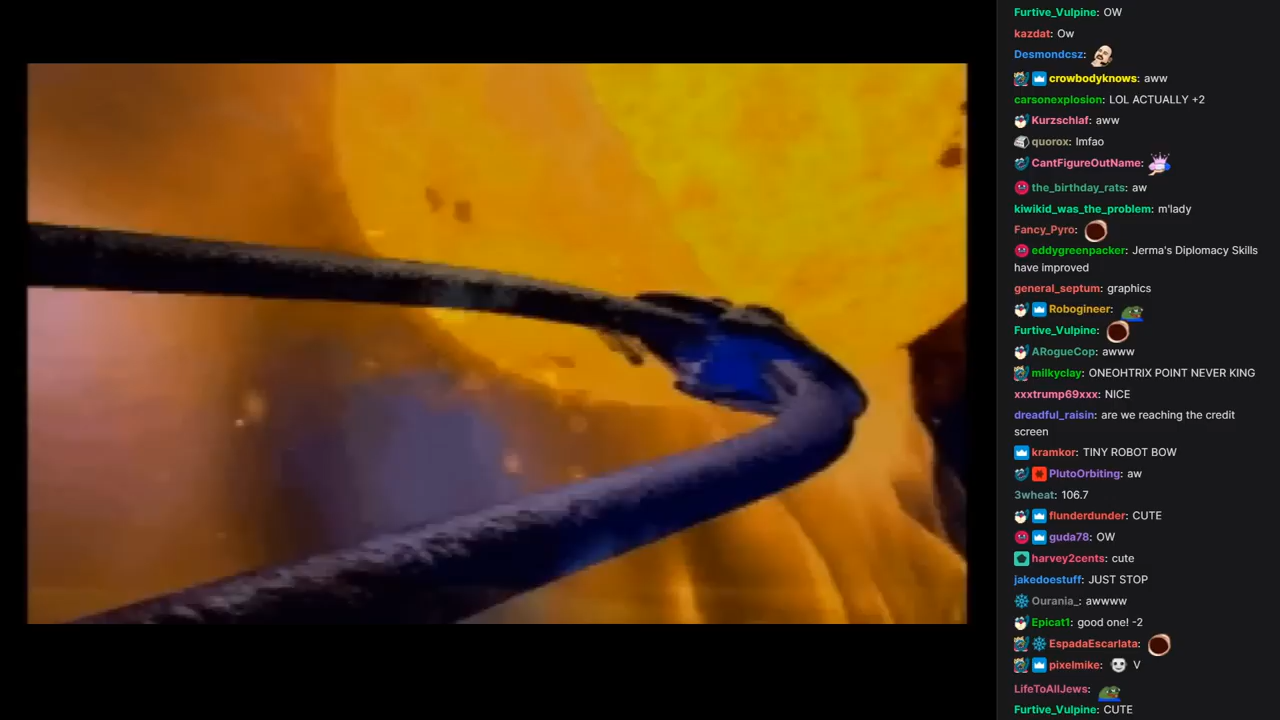 Furtive_Vulpine: OW
kazdat: Ow
Desmondcsz:
crowbodyknows: aww
carsonexplosion: LOL ACTUALLY +2
Kurzschlaf: aww
quorox: lmfao
CantFigureOutName:
the_birthday_rats: aw
kiwikid_was_the_problem: m'lady
Fancy_Pyro:
eddygreenpacker: Jerma's Diplomacy Skills
have improved
general_septum: graphics
Robogineer:
Furtive_Vulpine:
ARogueCop: awww
milkyclay: ONEOHTRIX POINT NEVER KING
xxxtrump69xxx: NICE
dreadful_raisin: are we reaching the credit
screen
kramkor: TINY ROBOT BOW
PlutoOrbiting: aw
3wheat: 106.7
flunderdunder: CUTE
guda78: OW
harvey2cents: cute
jakedoestuff: JUST STOP
Ourania_: awwww
Epicat1: good one! -2
EspadaEscarlata:
pixelmike: V
LifeToAllJews:
Furtive_Vulpine: CUTE